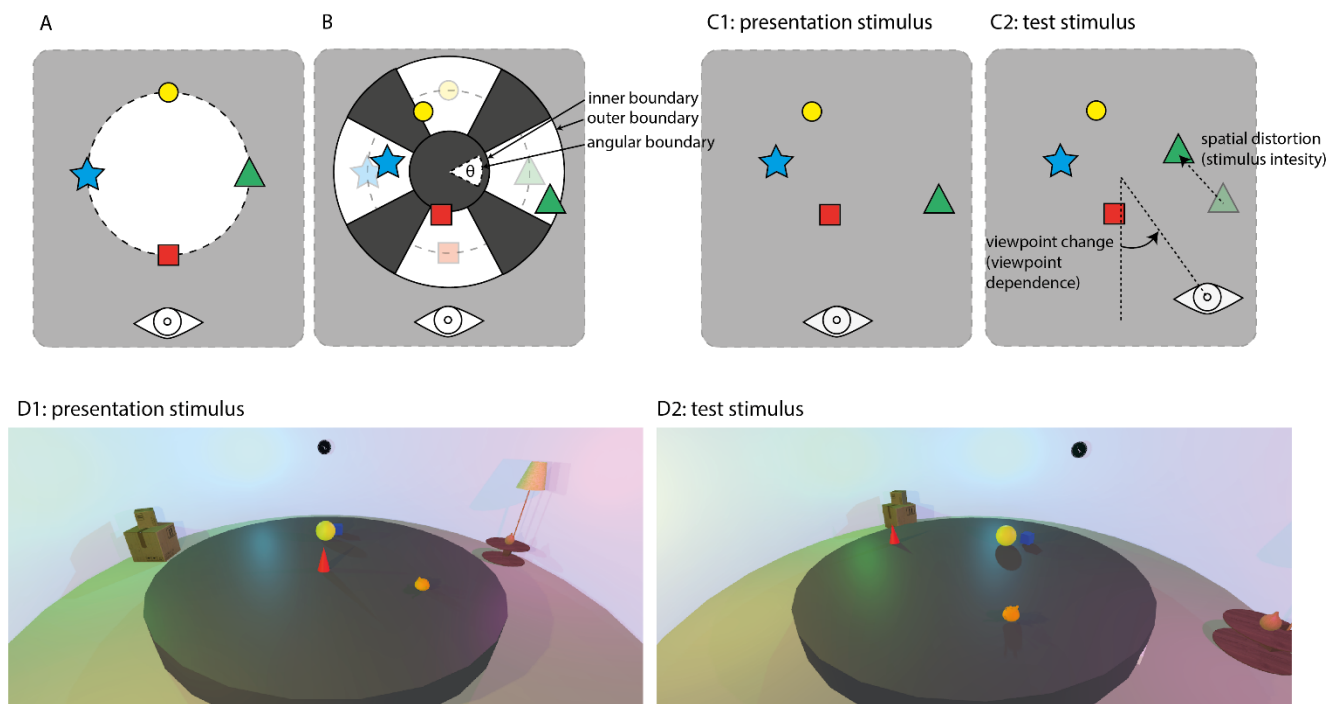 A
B
C1: presentation stimulus
C2: test stimulus
inner boundary
outer boundary
angular boundary
θ
spatial distortion
(stimulus intesity)
viewpoint change
(viewpoint
dependence)
D1: presentation stimulus
D2: test stimulus